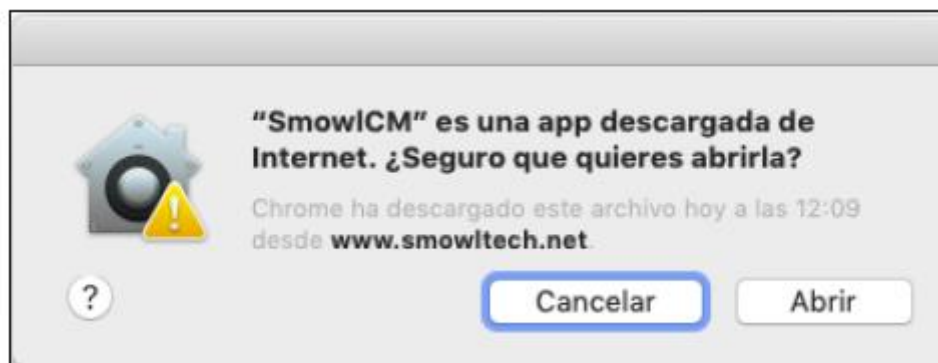 “SmowlCM” es una app descargada de
Internet. ¿Seguro que quieres abrirla?
Chrome ha descargado este archivo hoy a las 12:09
desde www.smowltech.net.
?
Cancelar
Abrir